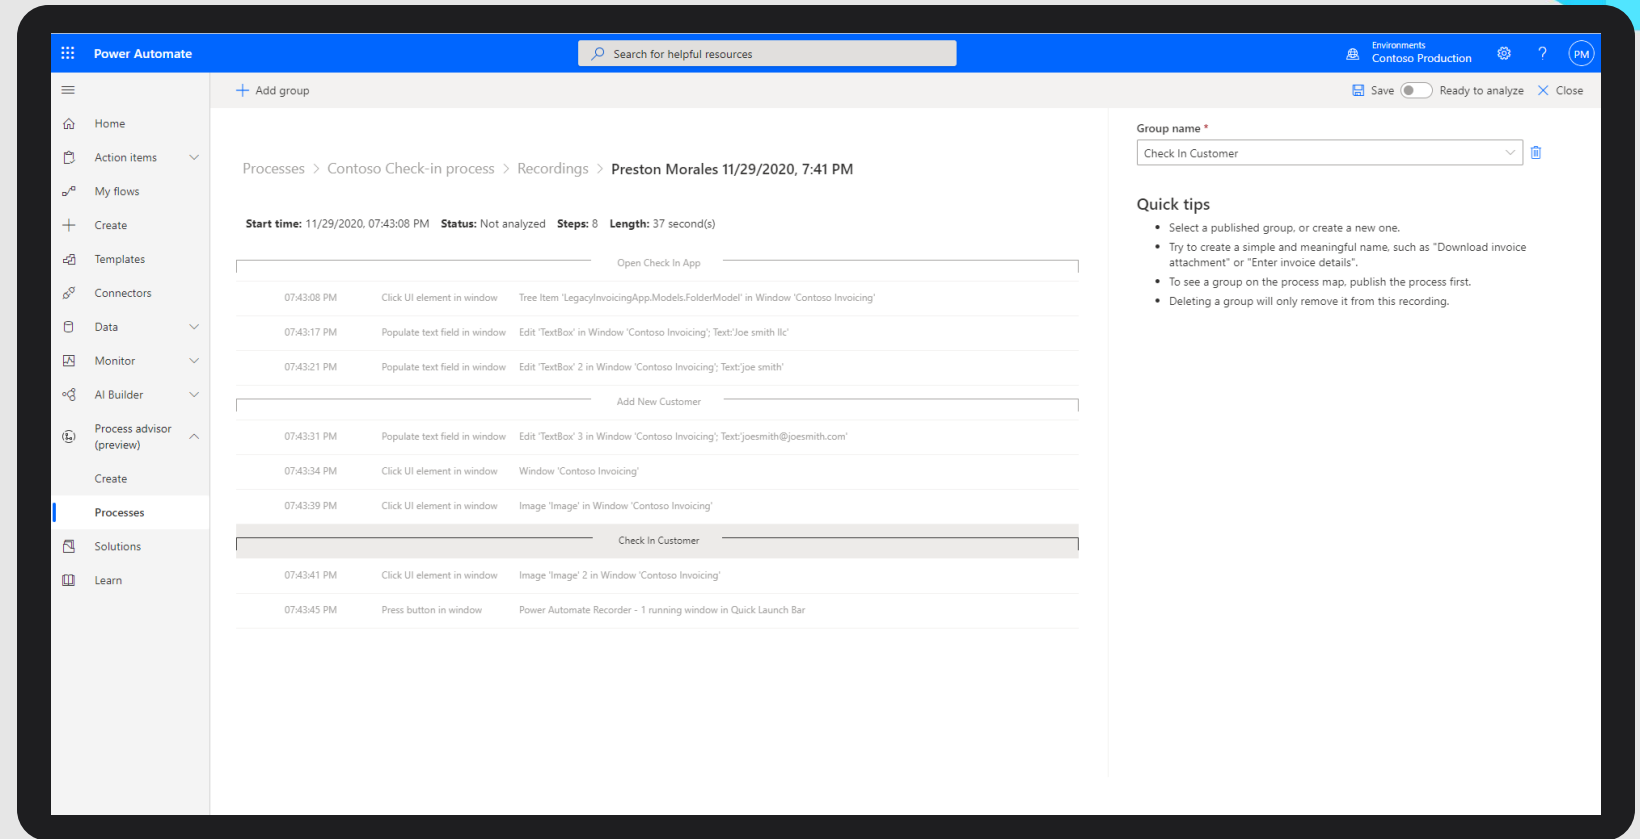 Power Automate
Search for helpful resources
Environments
Contoso Production
PM
Add group
Save
Ready to analyze
Close
Home
Action items
My flows
Create
Templates
Connectors
Data
Monitor
AI Builder
Process advisor
(preview)
Create
Processes
Solutions
Learn
Processes > Contoso Check-in process > Recordings > Preston Morales 11/29/2020, 7:41 PM
Start time: 11/29/2020, 07:43:08 PM Status: Not analyzed Steps: 8 Length: 37 second(s)
Open Check In App
07:43:08 PM Click UI element in window Tree Item 'LegacyInvoicingApp.Models.FolderModel' in Window 'Contoso Invoicing'
07:43:17 PM Populate text field in window Edit 'TextBox' in Window 'Contoso Invoicing'; Text:'Joe smith llc'
07:43:21 PM Populate text field in window Edit 'TextBox' 2 in Window 'Contoso Invoicing'; Text:'joe smith'
Add New Customer
07:43:31 PM Populate text field in window Edit 'TextBox' 3 in Window 'Contoso Invoicing'; Text:'joesmith@joesmith.com'
07:43:34 PM Click UI element in window Window 'Contoso Invoicing'
07:43:39 PM Click UI element in window Image 'Image' in Window 'Contoso Invoicing'
Check In Customer
07:43:41 PM Click UI element in window Image 'Image' 2 in Window 'Contoso Invoicing'
07:43:45 PM Press button in window Power Automate Recorder - 1 running window in Quick Launch Bar
Group name *
Check In Customer
Quick tips
• Select a published group, or create a new one.
• Try to create a simple and meaningful name, such as "Download invoice
attachment" or "Enter invoice details".
• To see a group on the process map, publish the process first.
• Deleting a group will only remove it from this recording.